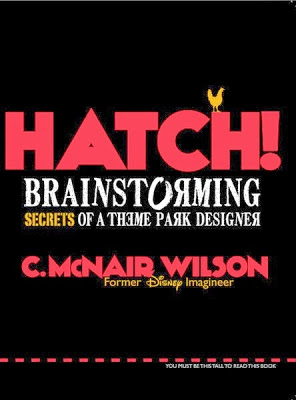 HATCH!
BRAINSTORMING
SECRETS OF A THEME PARK DESIGNER
C. McNAIR WILSON
Former Disney Imagineer
YOU MUST BE THIS TALL TO READ THIS BOOK